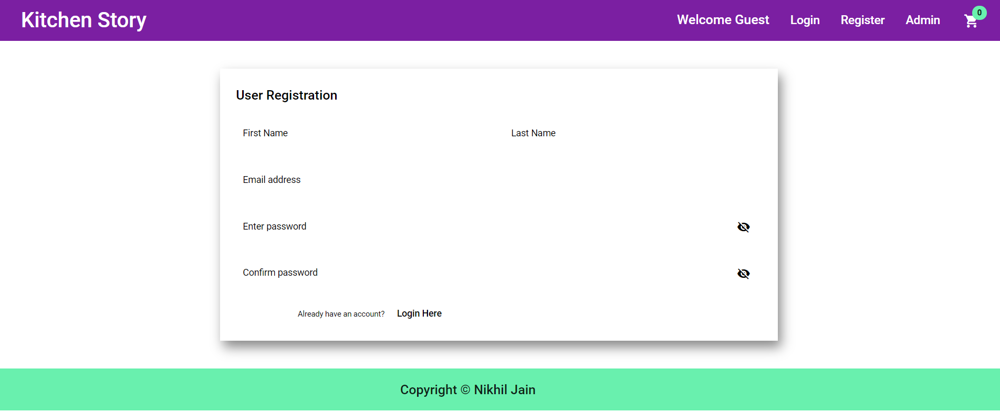 Kitchen Story
Welcome Guest Login Register Admin 0
User Registration
First Name Last Name
Email address
Enter password
Confirm password
Already have an account? Login Here
Copyright © Nikhil Jain